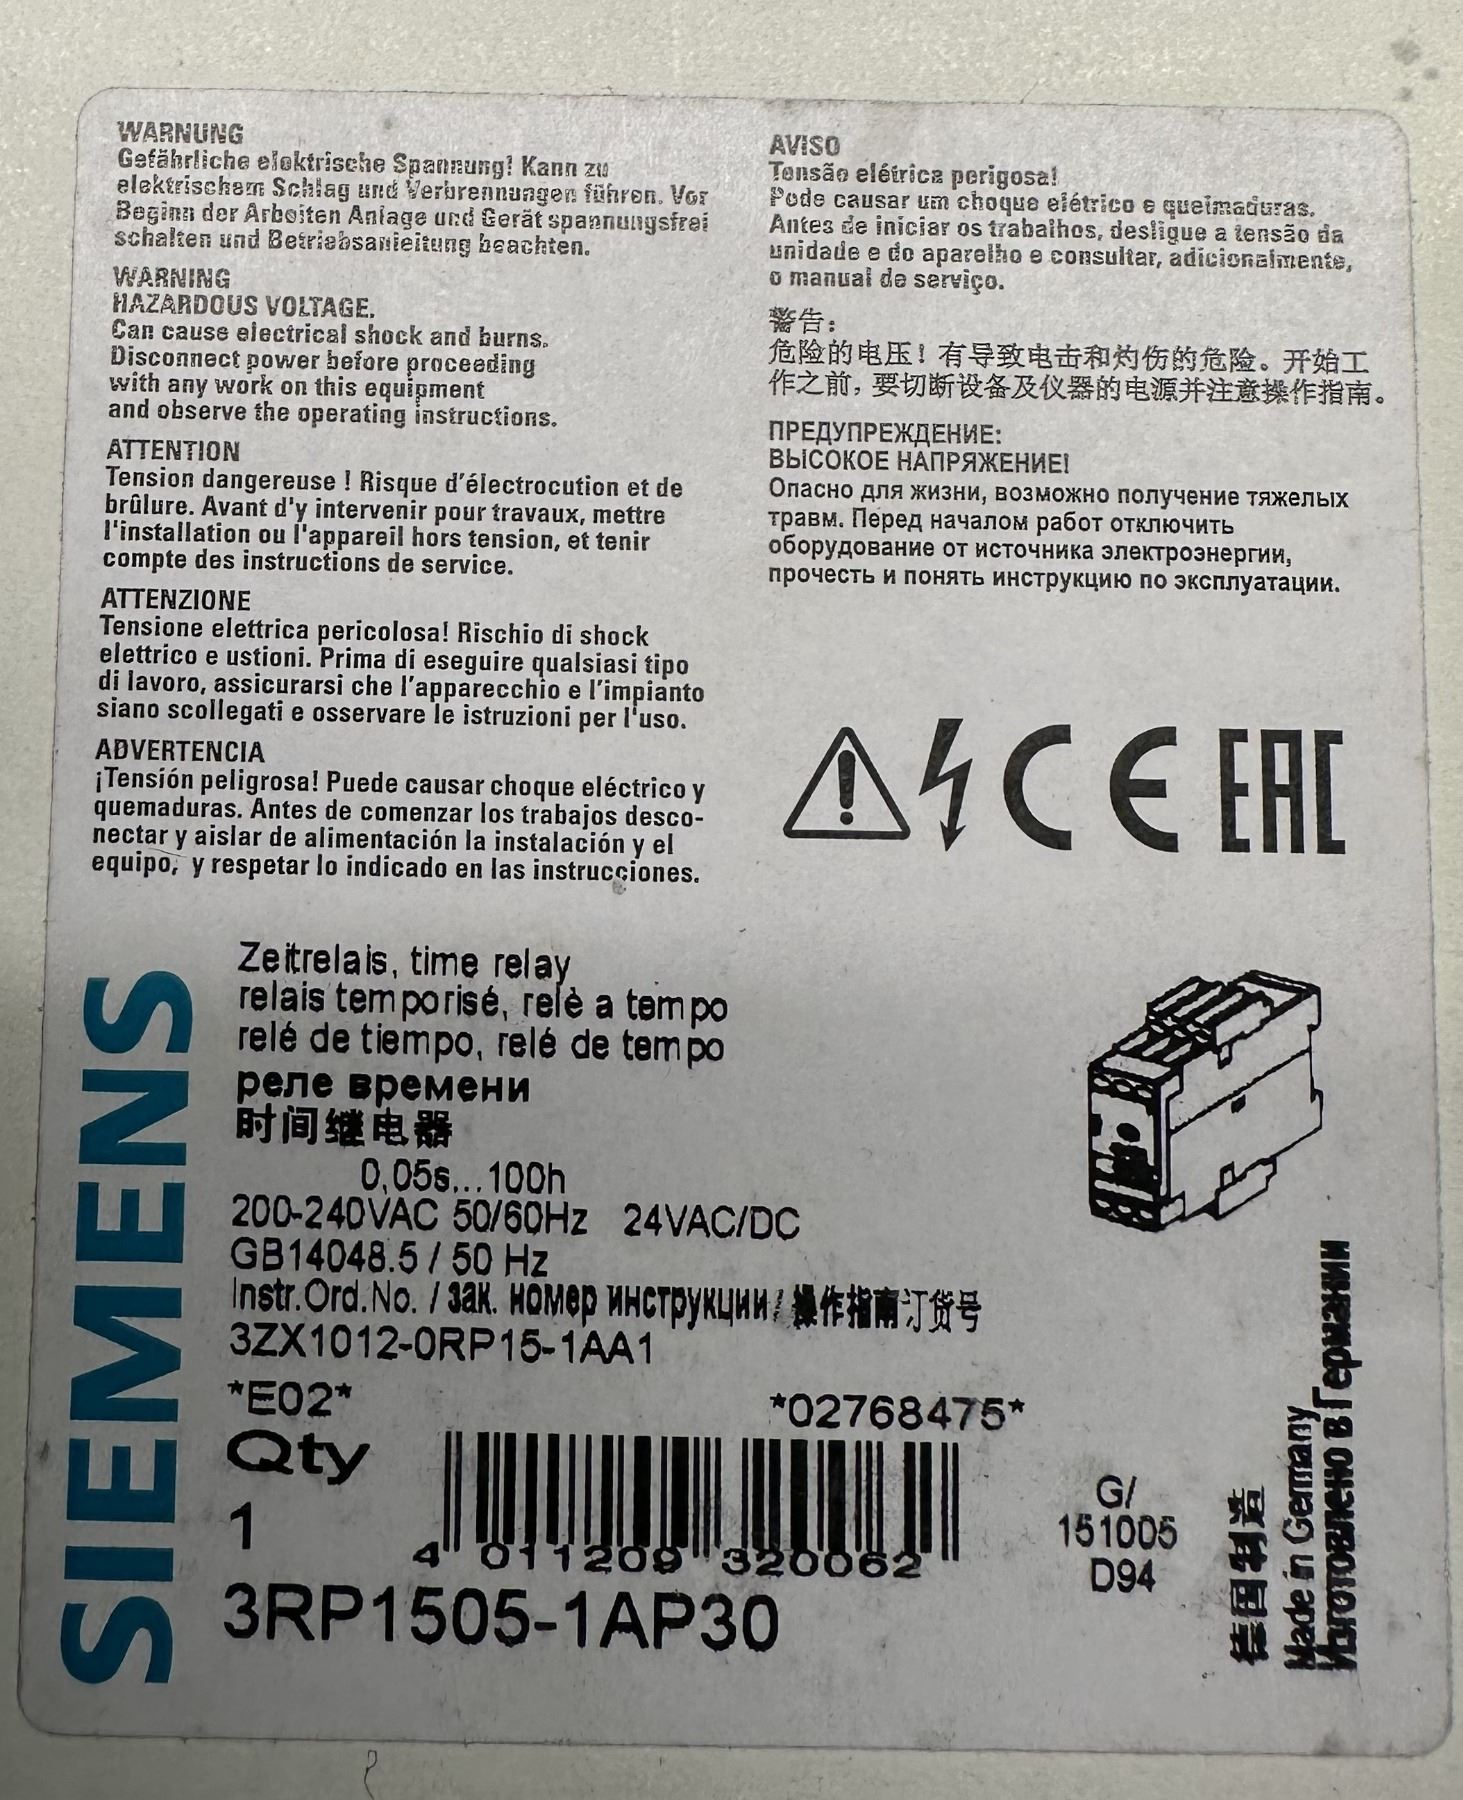 WARNUNG
Gefährliche elektrische Spannung! Kann zu
elektrischem Schlag und Verbrennungen führen. Vor
Beginn der Arbeiten Anlage und Gerät spannungsfrei
schalten und Betriebsanleitung beachten.
WARNING
HAZARDOUS VOLTAGE.
Can cause electrical shock and burns.
Disconnect power before proceeding
with any work on this equipment
and observe the operating instructions.
ATTENTION
Tension dangereuse ! Risque d'électrocution et de
brûlure. Avant d'y intervenir pour travaux, mettre
l'installation ou l'appareil hors tension, et tenir
compte des instructions de service.
ATTENZIONE
Tensione elettrica pericolosa! Rischio di shock
elettrico e ustioni. Prima di eseguire qualsiasi tipo
di lavoro, assicurarsi che l'apparecchio e l'impianto
siano scollegati e osservare le istruzioni per l'uso.
ADVERTENCIA
¡Tensión peligrosa! Puede causar choque eléctrico y
quemaduras. Antes de comenzar los trabajos desco-
nectar y aislar de alimentación la instalación y el
equipo, y respetar lo indicado en las instrucciones.
AVISO
Tensão elétrica perigosa!
Pode causar um choque elétrico e queimaduras.
Antes de iniciar os trabalhos, desligue a tensão da
unidade e do aparelho e consultar, adicionalmente,
o manual de serviço.
警告：
危险的电压！有导致电击和灼伤的危险。开始工
作之前，要切断设备及仪器的电源并注意操作指南。
ПРЕДУПРЕЖДЕНИЕ:
ВЫСОКОЕ НАПРЯЖЕНИЕ!
Опасно для жизни, возможно получение тяжелых
травм. Перед началом работ отключить
оборудование от источника электроэнергии,
прочесть и понять инструкцию по эксплуатации.
CE EAC
SIEMENS
Zeitrelais, time relay
relais temporisé, relè a tempo
relé de tiempo, relé de tempo
реле времени
时间继电器
0,05s...100h
200-240VAC 50/60Hz 24VAC/DC
GB14048.5 / 50 Hz
Instr.Ord.No. / зак. номер инструкции / 操作指南订货号
3ZX1012-0RP15-1AA1
*E02* *02768475*
Qty
1
4 011209 320062
3RP1505-1AP30
G/
151005
D94
德国制造
Made in Germany
Изготовлено в Германии